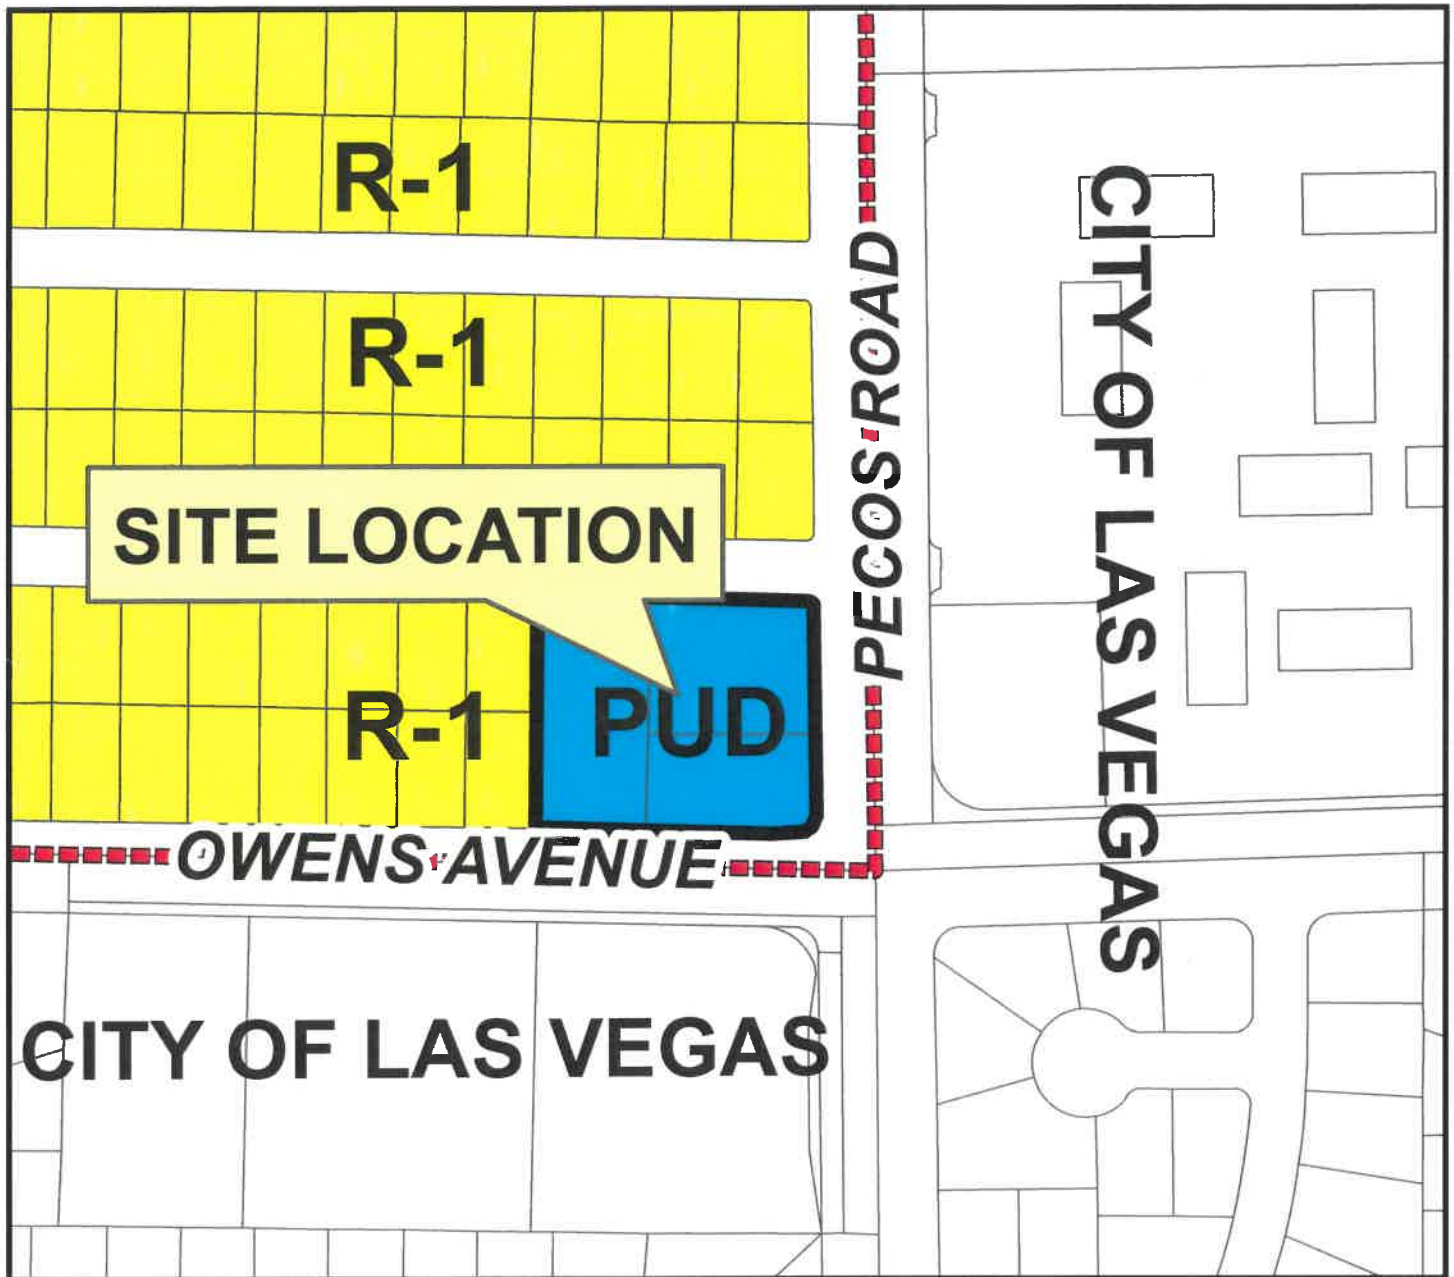 R-1
R-1
SITE LOCATION
R-1
PUD
PECOS ROAD
CITY OF LAS VEGAS
OWENS AVENUE
CITY OF LAS VEGAS